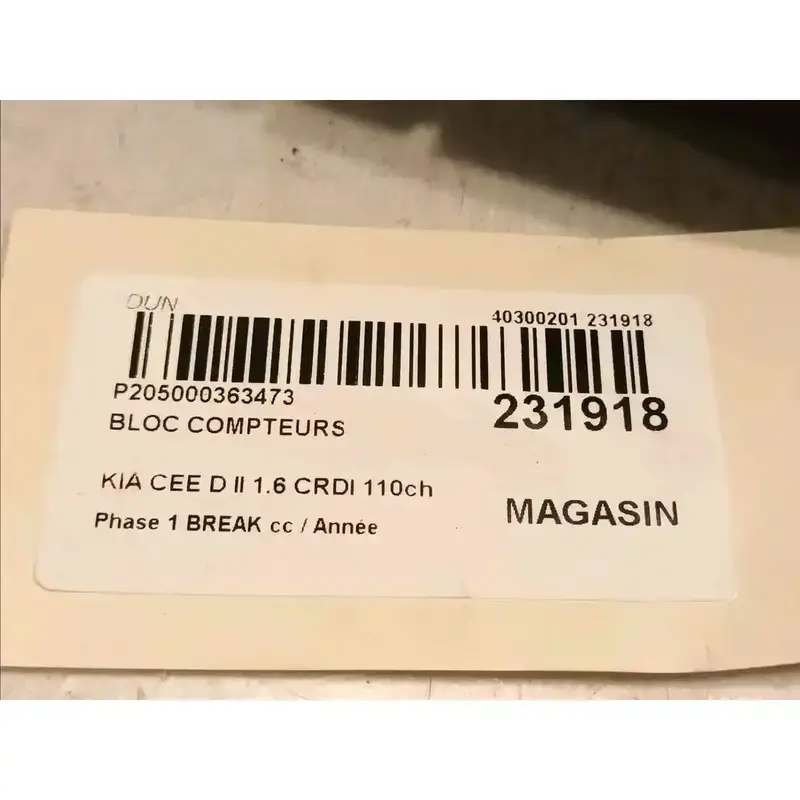 DUN
40300201 231918
P205000363473
231918
BLOC COMPTEURS
KIA CEE D II 1.6 CRDI 110ch
MAGASIN
Phase 1 BREAK cc / Année